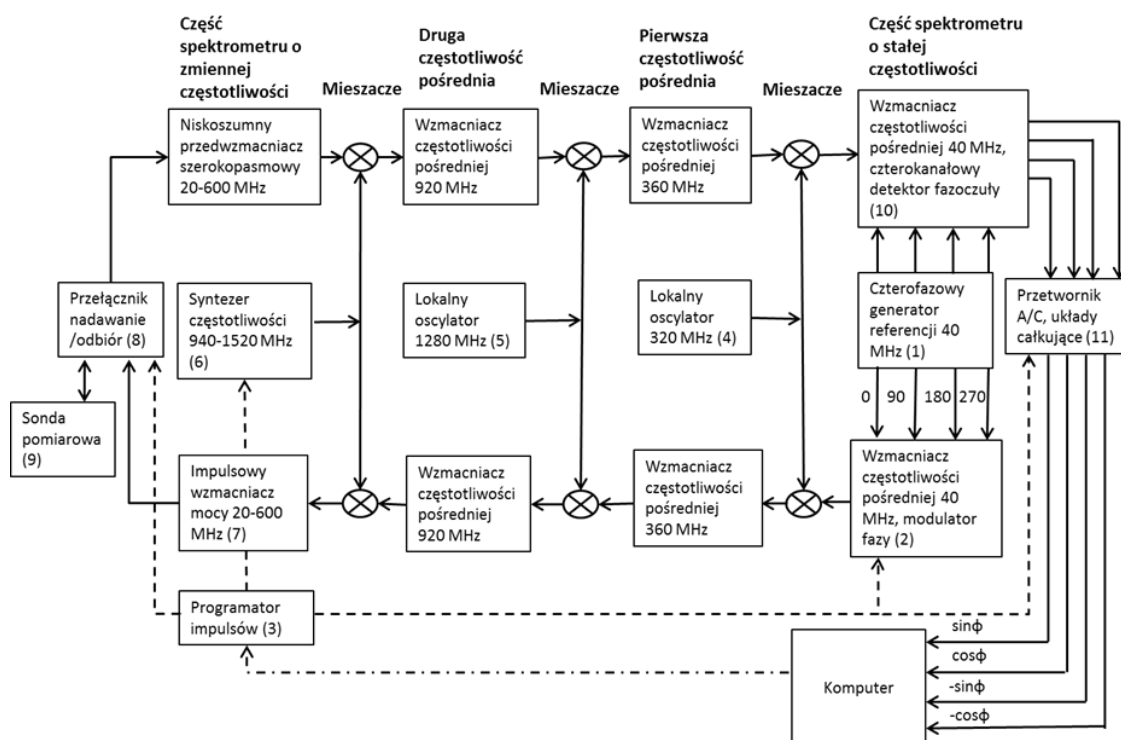 Część
spektrometru o
zmiennej
częstotliwości
Mieszacze
Druga
częstotliwość
pośrednia
Mieszacze
Pierwsza
częstotliwość
pośrednia
Mieszacze
Część spektrometru
o stałej
częstotliwości
Niskoszumny
przedwzmacniacz
szerokopasmowy
20-600 MHz
Wzmacniacz
częstotliwości
pośredniej
920 MHz
Wzmacniacz
częstotliwości
pośredniej
360 MHz
Wzmacniacz
częstotliwości
pośredniej 40 MHz,
czterokanałowy
detektor fazoczuły
(10)
Przełącznik
nadawanie
/odbiór (8)
Syntezer
częstotliwości
940-1520 MHz
(6)
Lokalny
oscylator
1280 MHz (5)
Lokalny
oscylator
320 MHz (4)
Czterofazowy
generator
referencji 40
MHz (1)
Przetwornik
A/C, układy
całkujące (11)
0 90 180 270
Sonda
pomiarowa
(9)
Impulsowy
wzmacniacz
mocy 20-600
MHz (7)
Wzmacniacz
częstotliwości
pośredniej
920 MHz
Wzmacniacz
częstotliwości
pośredniej
360 MHz
Wzmacniacz
częstotliwości
pośredniej 40
MHz, modulator
fazy (2)
Programator
impulsów (3)
Komputer
sinϕ
cosϕ
-sinϕ
-cosϕ